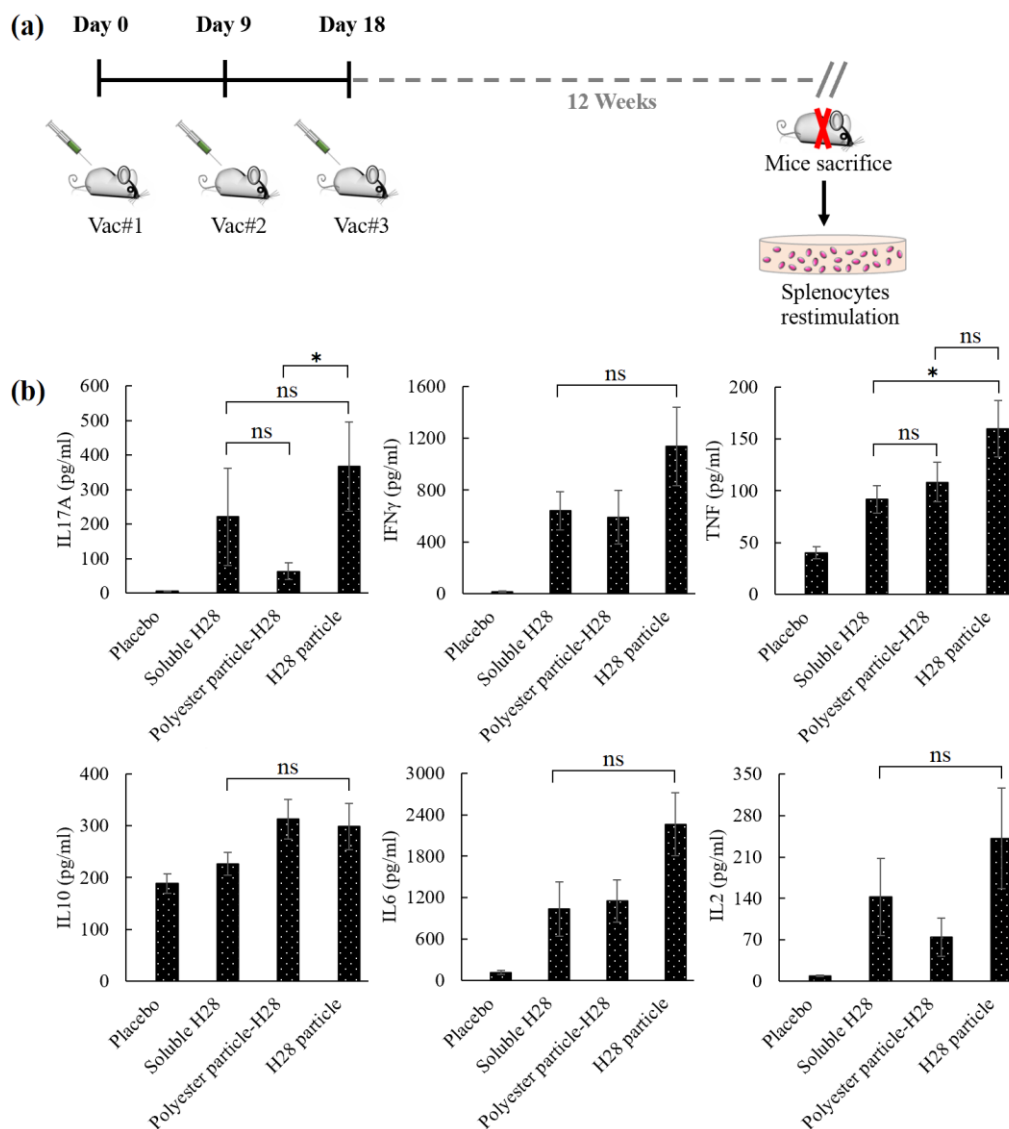 (a) Day 0 Day 9 Day 18
12 Weeks
Mice sacrifice
Vac#1 Vac#2 Vac#3
Splenocytes
restimulation
(b)
IL17A (pg/ml)
600
500
400
300
200
100
0
*
ns
ns
Placebo
Soluble H28
Polyester particle-H28
H28 particle
IFNγ (pg/ml)
1600
1200
800
400
0
ns
Placebo
Soluble H28
Polyester particle-H28
H28 particle
TNF (pg/ml)
200
150
100
50
0
ns
*
ns
Placebo
Soluble H28
Polyester particle-H28
H28 particle
IL10 (pg/ml)
400
300
200
100
0
ns
Placebo
Soluble H28
Polyester particle-H28
H28 particle
IL6 (pg/ml)
3000
2400
1800
1200
600
0
ns
Placebo
Soluble H28
Polyester particle-H28
H28 particle
IL2 (pg/ml)
350
280
210
140
70
0
ns
Placebo
Soluble H28
Polyester particle-H28
H28 particle